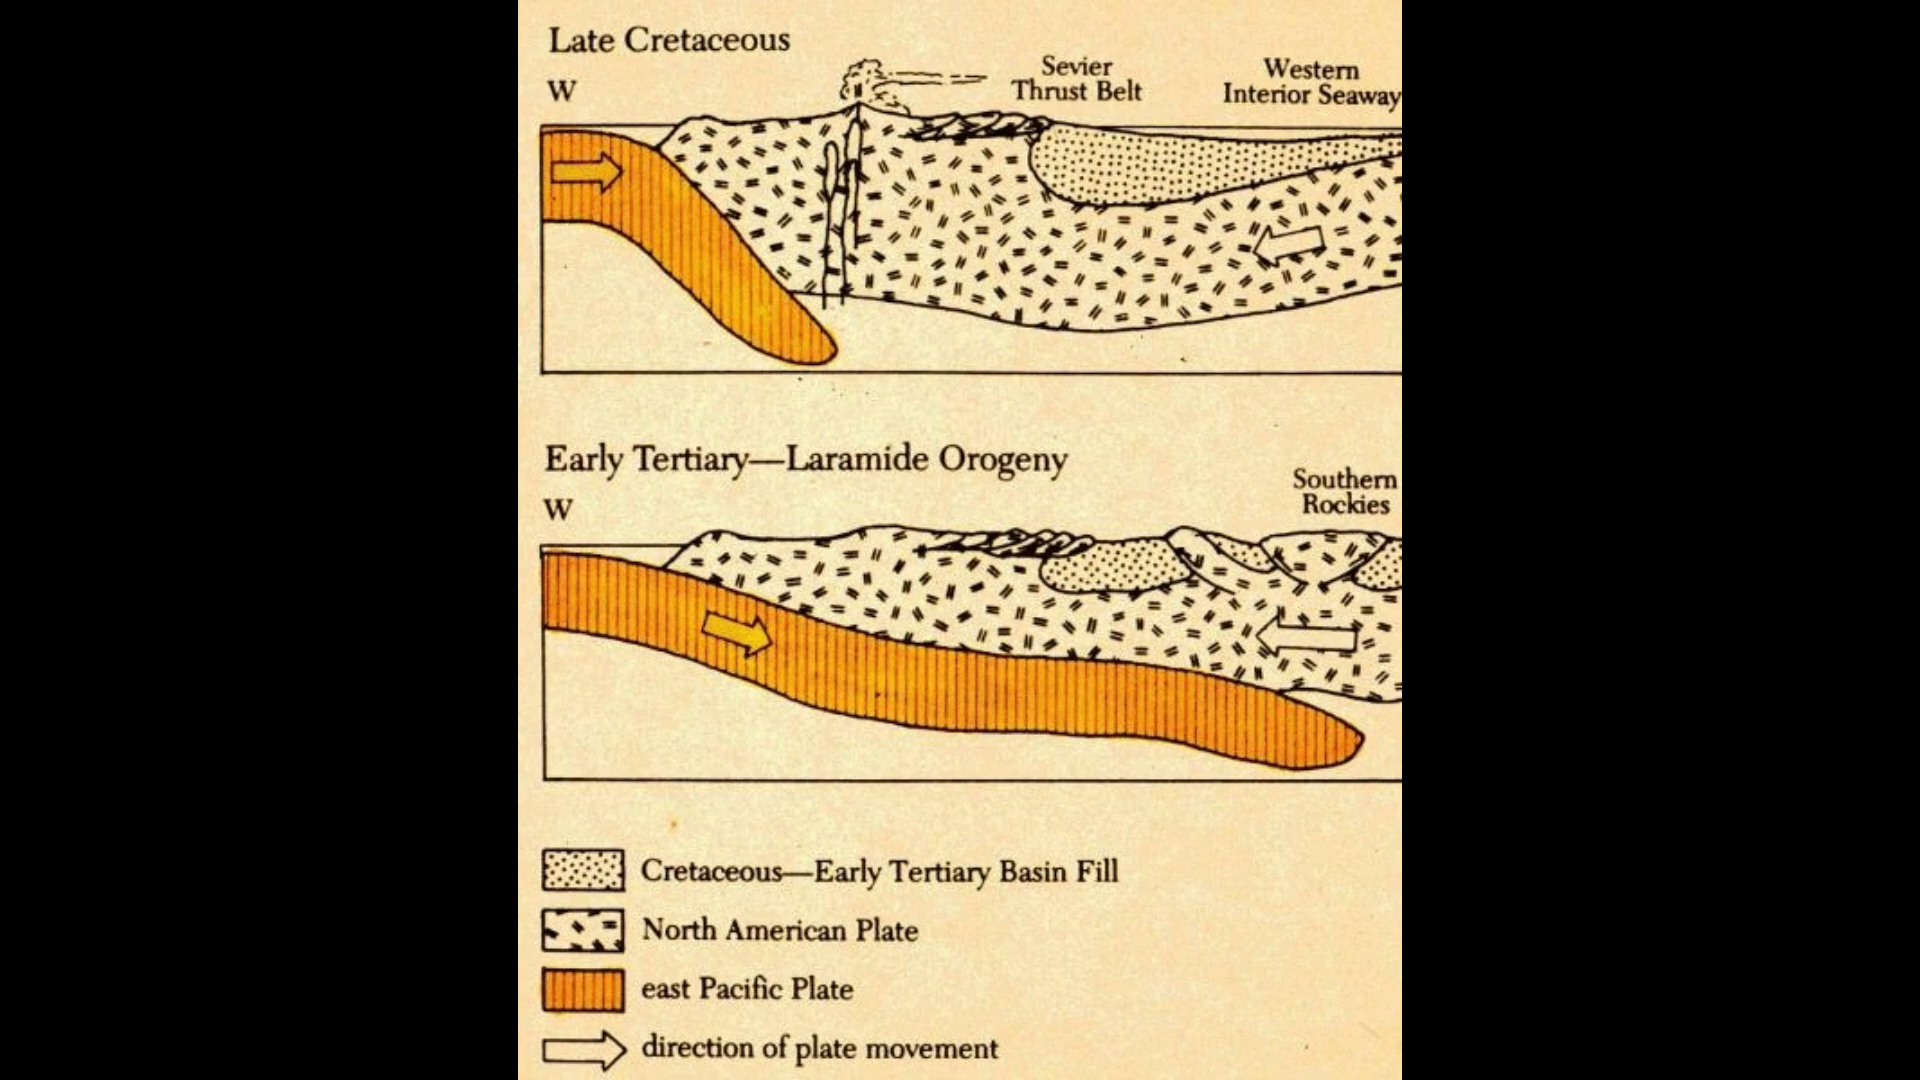 Late Cretaceous
W
Sevier
Thrust Belt
Western
Interior Seaway
Early Tertiary—Laramide Orogeny
W
Southern
Rockies
Cretaceous—Early Tertiary Basin Fill
North American Plate
east Pacific Plate
direction of plate movement